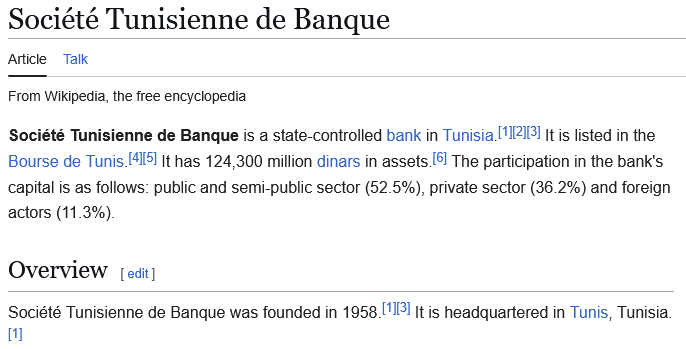 Société Tunisienne de Banque
Article Talk
From Wikipedia, the free encyclopedia
Société Tunisienne de Banque is a state-controlled bank in Tunisia.[1][2][3] It is listed in the
Bourse de Tunis.[4][5] It has 124,300 million dinars in assets.[6] The participation in the bank's
capital is as follows: public and semi-public sector (52.5%), private sector (36.2%) and foreign
actors (11.3%).
Overview [ edit ]
Société Tunisienne de Banque was founded in 1958.[1][3] It is headquartered in Tunis, Tunisia.
[1]